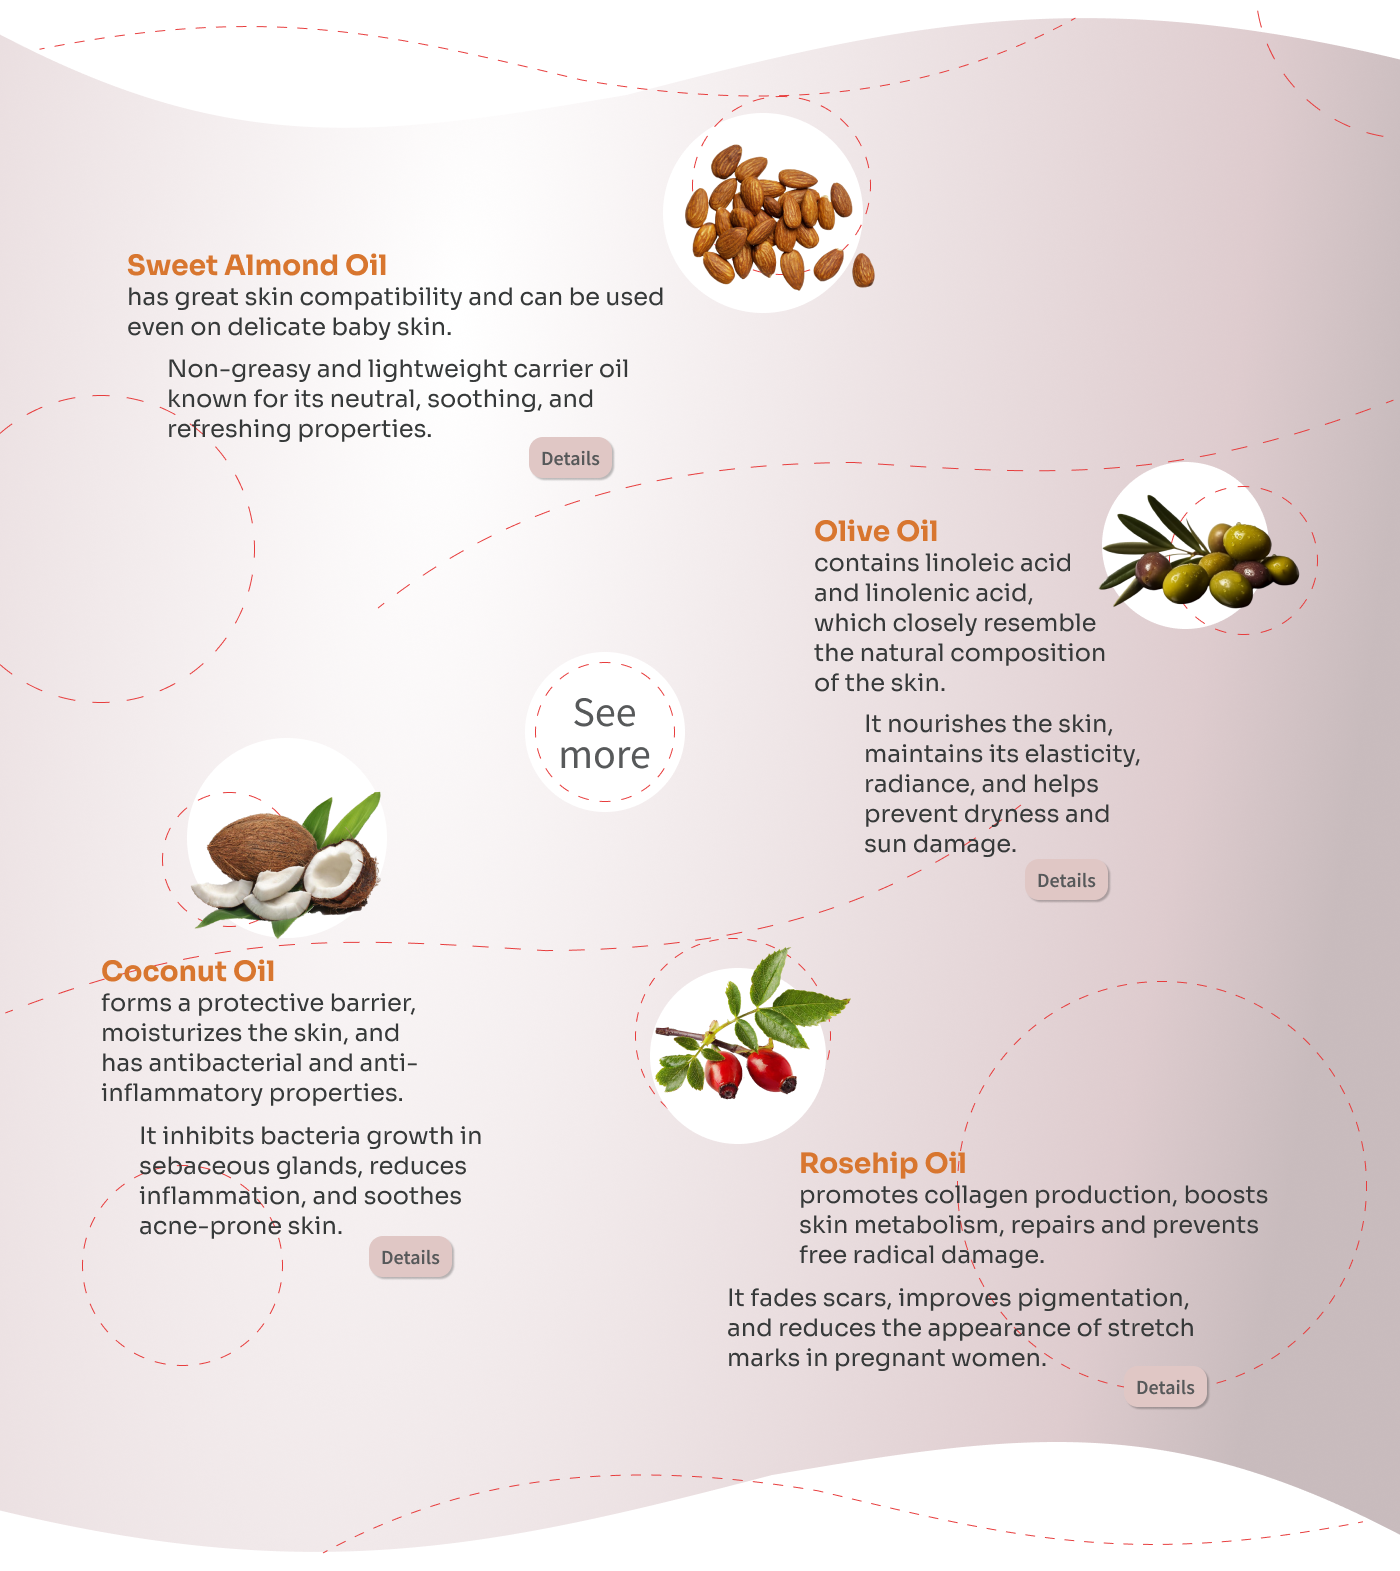 Sweet Almond Oil
has great skin compatibility and can be used
even on delicate baby skin.
Non-greasy and lightweight carrier oil
known for its neutral, soothing, and
refreshing properties.
Details
Olive Oil
contains linoleic acid
and linolenic acid,
which closely resemble
the natural composition
of the skin.
It nourishes the skin,
maintains its elasticity,
radiance, and helps
prevent dryness and
sun damage.
Details
See
more
Coconut Oil
forms a protective barrier,
moisturizes the skin, and
has antibacterial and anti-
inflammatory properties.
It inhibits bacteria growth in
sebaceous glands, reduces
inflammation, and soothes
acne-prone skin.
Details
Rosehip Oil
promotes collagen production, boosts
skin metabolism, repairs and prevents
free radical damage.
It fades scars, improves pigmentation,
and reduces the appearance of stretch
marks in pregnant women.
Details